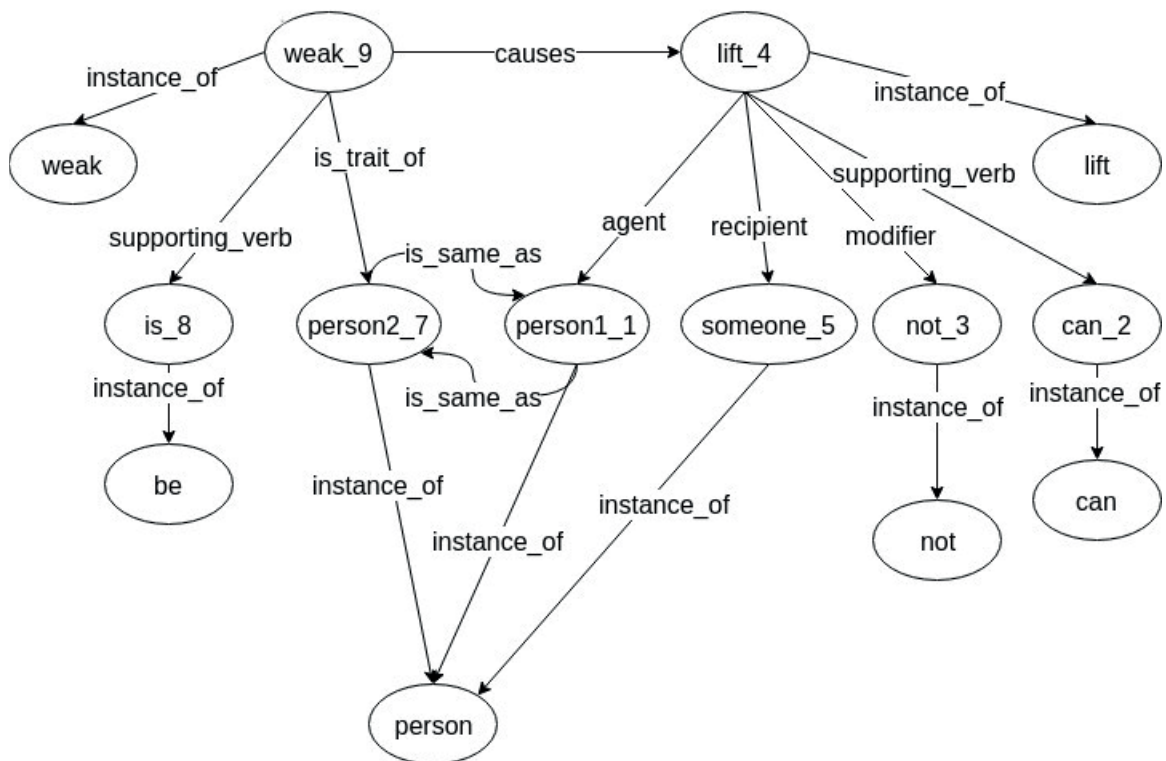 weak_9
causes
lift_4
instance_of
instance_of
weak
is_trait_of
lift
supporting_verb
agent
recipient
supporting_verb
modifier
is_same_as
is_8
person2_7
person1_1
someone_5
not_3
can_2
instance_of
is_same_as
instance_of
instance_of
be
instance_of
instance_of
instance_of
can
not
person